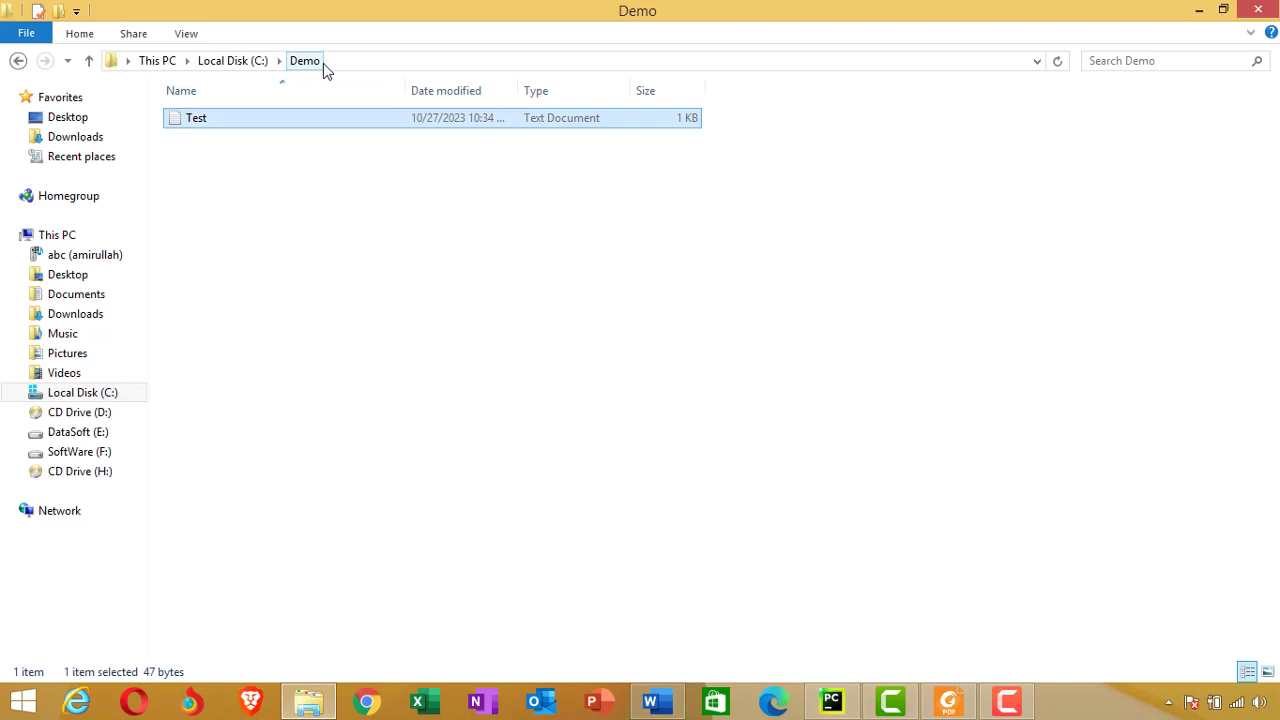 Demo
File Home Share View
This PC Local Disk (C:) Demo Search Demo
Name Date modified Type Size
Test 10/27/2023 10:34 ... Text Document 1 KB
Favorites
Desktop
Downloads
Recent places
Homegroup
This PC
abc (amirullah)
Desktop
Documents
Downloads
Music
Pictures
Videos
Local Disk (C:)
CD Drive (D:)
DataSoft (E:)
SoftWare (F:)
CD Drive (H:)
Network
1 item 1 item selected 47 bytes